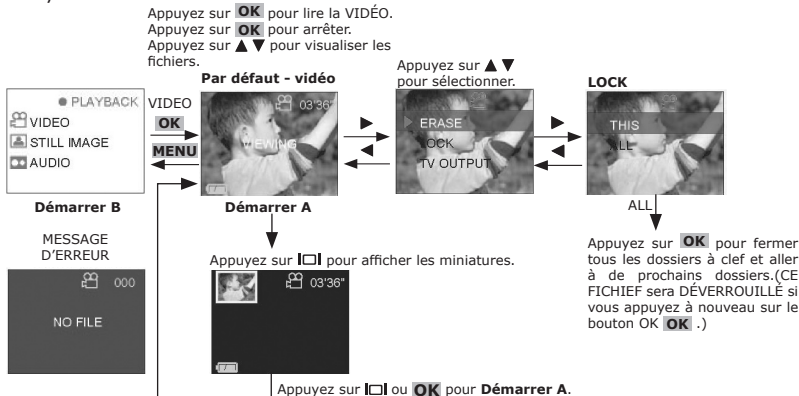 Appuyez sur OK pour lire la VIDÉO.
Appuyez sur OK pour arrêter.
Appuyez sur ▲ ▼ pour visualiser les
fichiers.
Par défaut - vidéo
Appuyez sur ▲ ▼
pour sélectionner.
LOCK
PLAYBACK
VIDEO
STILL IMAGE
AUDIO
VIDEO
OK
MENU
03'36"
VIEWING
ERASE
LOCK
TV OUTPUT
THIS
ALL
Démarrer B
Démarrer A
ALL
MESSAGE
D'ERREUR
000
NO FILE
Appuyez sur pour afficher les miniatures.
03'36"
Appuyez sur OK pour fermer
tous les dossiers à clef et aller
à de prochains dossiers.(CE
FICHIEF sera DÉVERROUILLÉ si
vous appuyez à nouveau sur le
bouton OK OK .)
Appuyez sur ou OK pour Démarrer A.